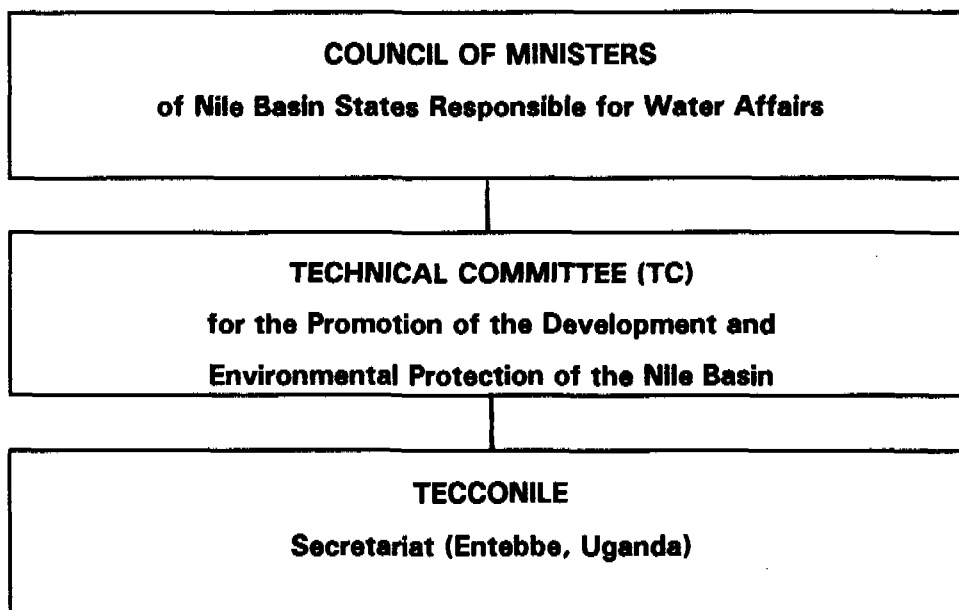 COUNCIL OF MINISTERS
of Nile Basin States Responsible for Water Affairs
TECHNICAL COMMITTEE (TC)
for the Promotion of the Development and
Environmental Protection of the Nile Basin
TECCONILE
Secretariat (Entebbe, Uganda)